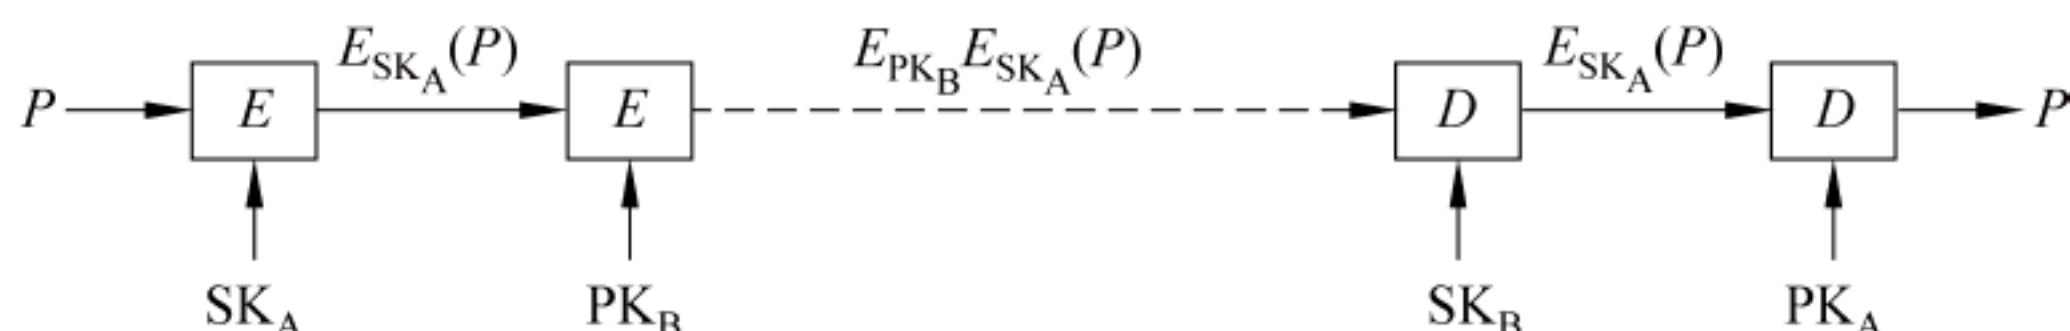 E_{SK_A}(P) E_{PK_B}E_{SK_A}(P) E_{SK_A}(P)
P E E D D P
SK_A PK_B SK_B PK_A